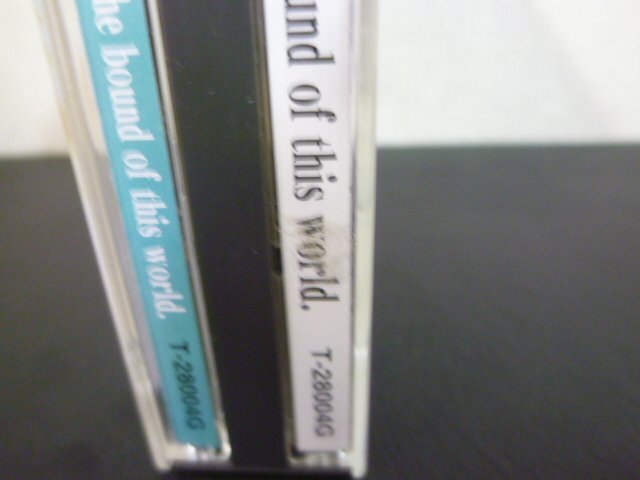 he bound of this world. T-28004G
und of this world. T-28004G